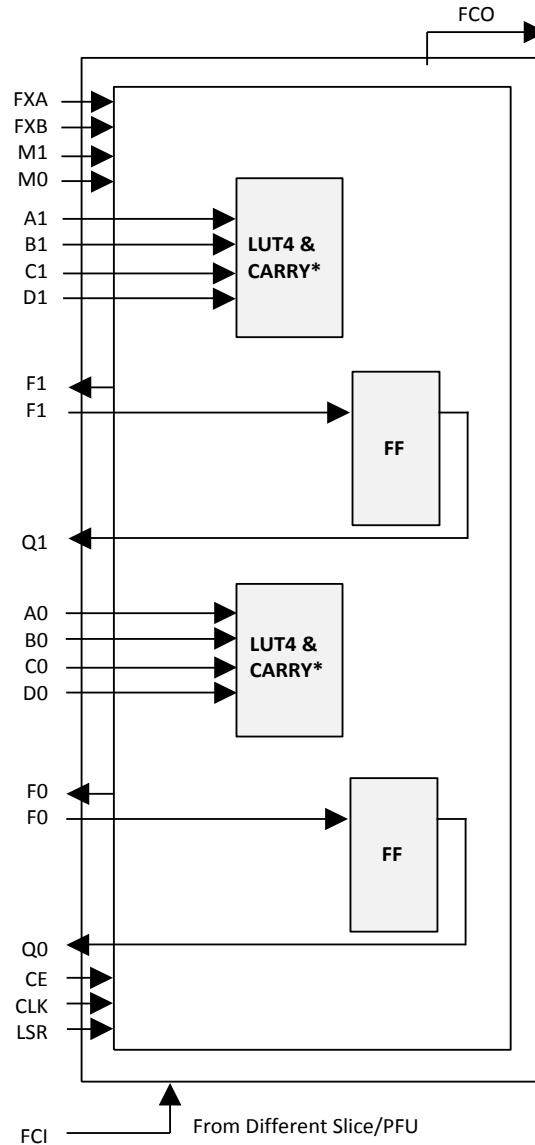 FCO
FXA
FXB
M1
M0
A1
B1
C1
D1
LUT4 &
CARRY*
F1
F1
FF
Q1
A0
B0
C0
D0
LUT4 &
CARRY*
F0
F0
FF
Q0
CE
CLK
LSR
FCI
From Different Slice/PFU